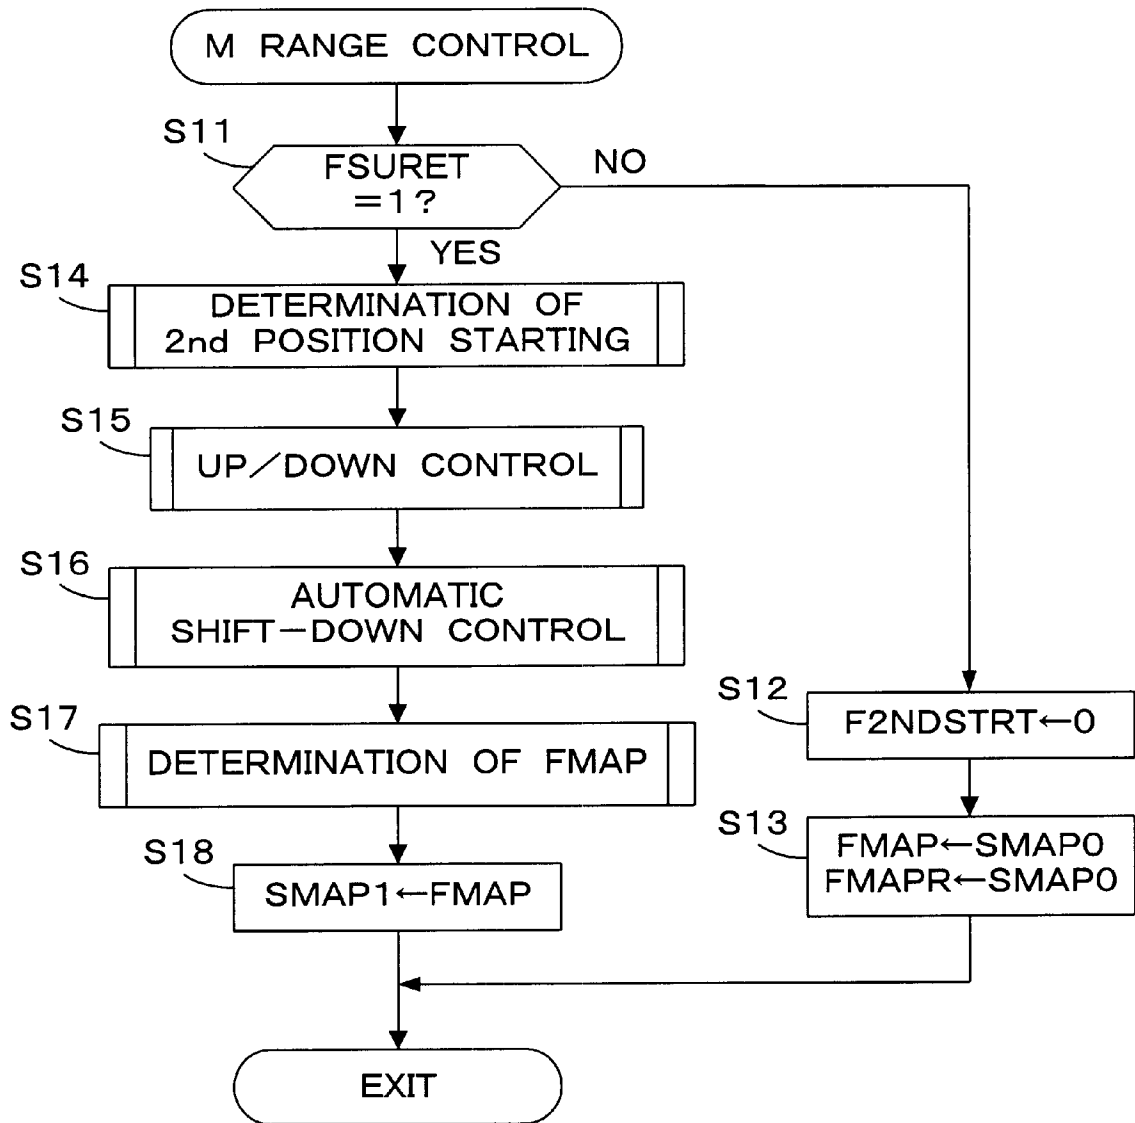 M RANGE CONTROL
S11
FSURET
=1?
NO
YES
S14
DETERMINATION OF
2nd POSITION STARTING
S15
UP/DOWN CONTROL
S16
AUTOMATIC
SHIFT-DOWN CONTROL
S17
DETERMINATION OF FMAP
S12
F2NDSTRT←0
S13
FMAP←SMAP0
FMAPR←SMAP0
S18
SMAP1←FMAP
EXIT